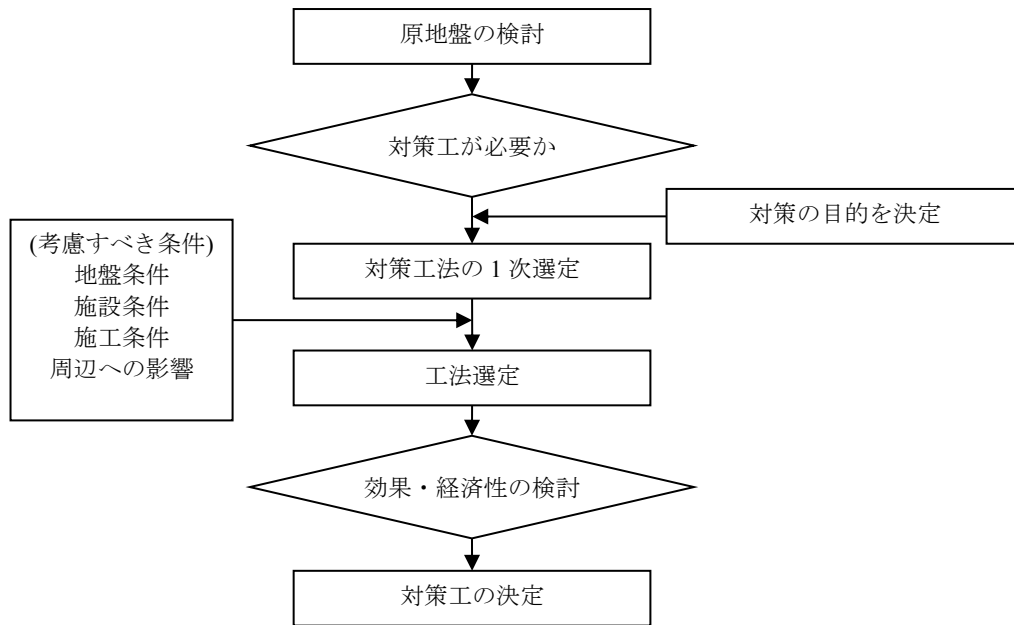 原地盤の検討
対策工が必要か
対策の目的を決定
対策工法の 1 次選定
(考慮すべき条件)
地盤条件
施設条件
施工条件
周辺への影響
工法選定
効果・経済性の検討
対策工の決定